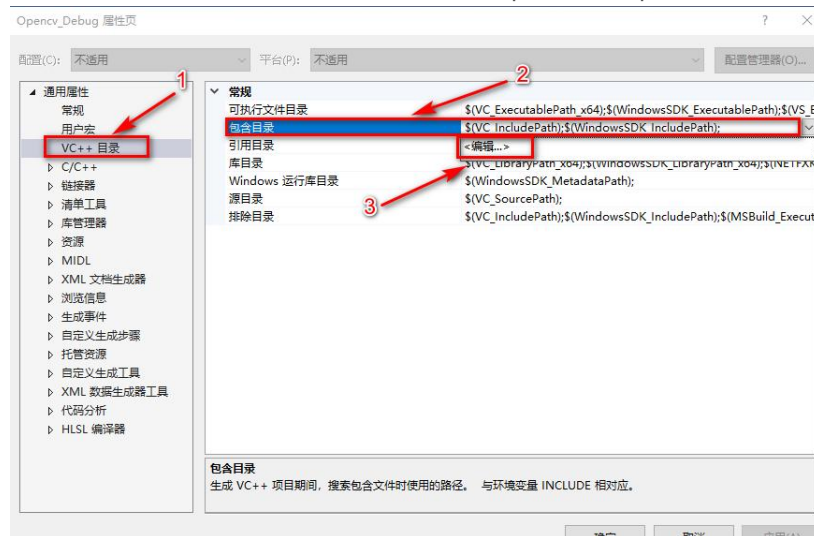 Opencv_Debug 属性页
? ×
配置(C): 不适用 平台(P): 不适用 配置管理器(O)...
1
2
3
通用属性
常规
用户宏
VC++ 目录
C/C++
链接器
清单工具
库管理器
资源
MIDL
XML 文档生成器
浏览信息
生成事件
自定义生成步骤
托管资源
自定义生成工具
XML 数据生成器工具
代码分析
HLSL 编译器
常规
可执行文件目录 $(VC_ExecutablePath_x64);$(WindowsSDK_ExecutablePath);$(VS_E
包含目录 $(VC_IncludePath);$(WindowsSDK_IncludePath);
引用目录 <编辑...>
库目录 $(VC_LibraryPath_x64);$(WindowsSDK_LibraryPath_x64);$(NETFXK
Windows 运行库目录 $(WindowsSDK_MetadataPath);
源目录 $(VC_SourcePath);
排除目录 $(VC_IncludePath);$(WindowsSDK_IncludePath);$(MSBuild_Execut
包含目录
生成 VC++ 项目期间，搜索包含文件时使用的路径。 与环境变量 INCLUDE 相对应。